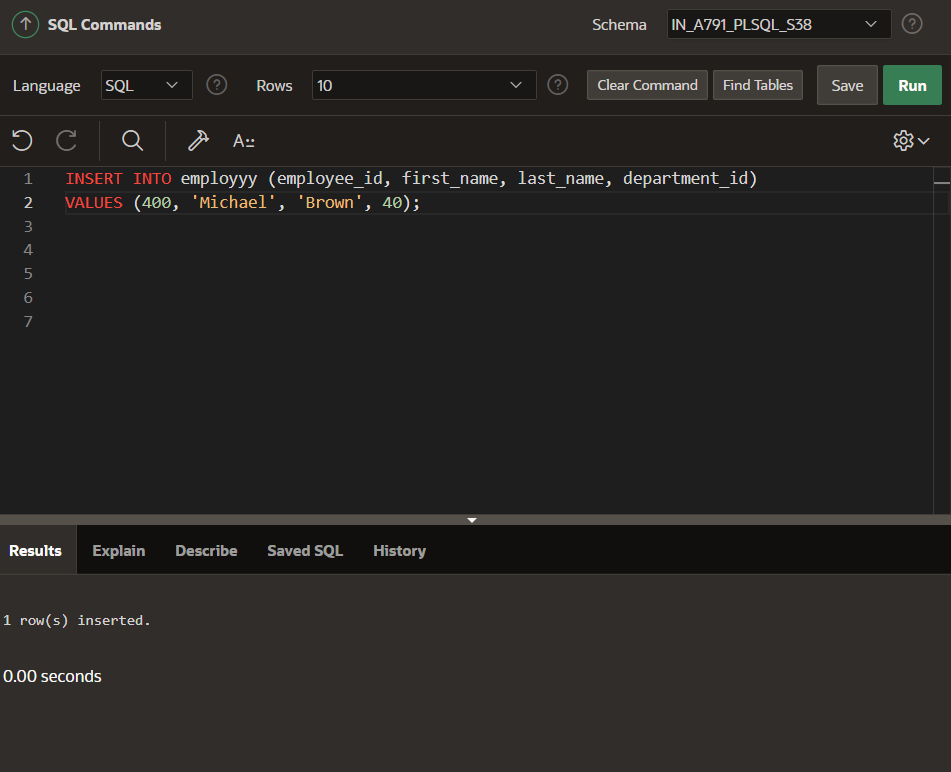 SQL Commands
Schema IN_A791_PLSQL_S38 ?
Language SQL ? Rows 10 ? Clear Command Find Tables Save Run
A::
1 INSERT INTO employyy (employee_id, first_name, last_name, department_id)
2 VALUES (400, 'Michael', 'Brown', 40);
3
4
5
6
7
Results Explain Describe Saved SQL History
1 row(s) inserted.
0.00 seconds